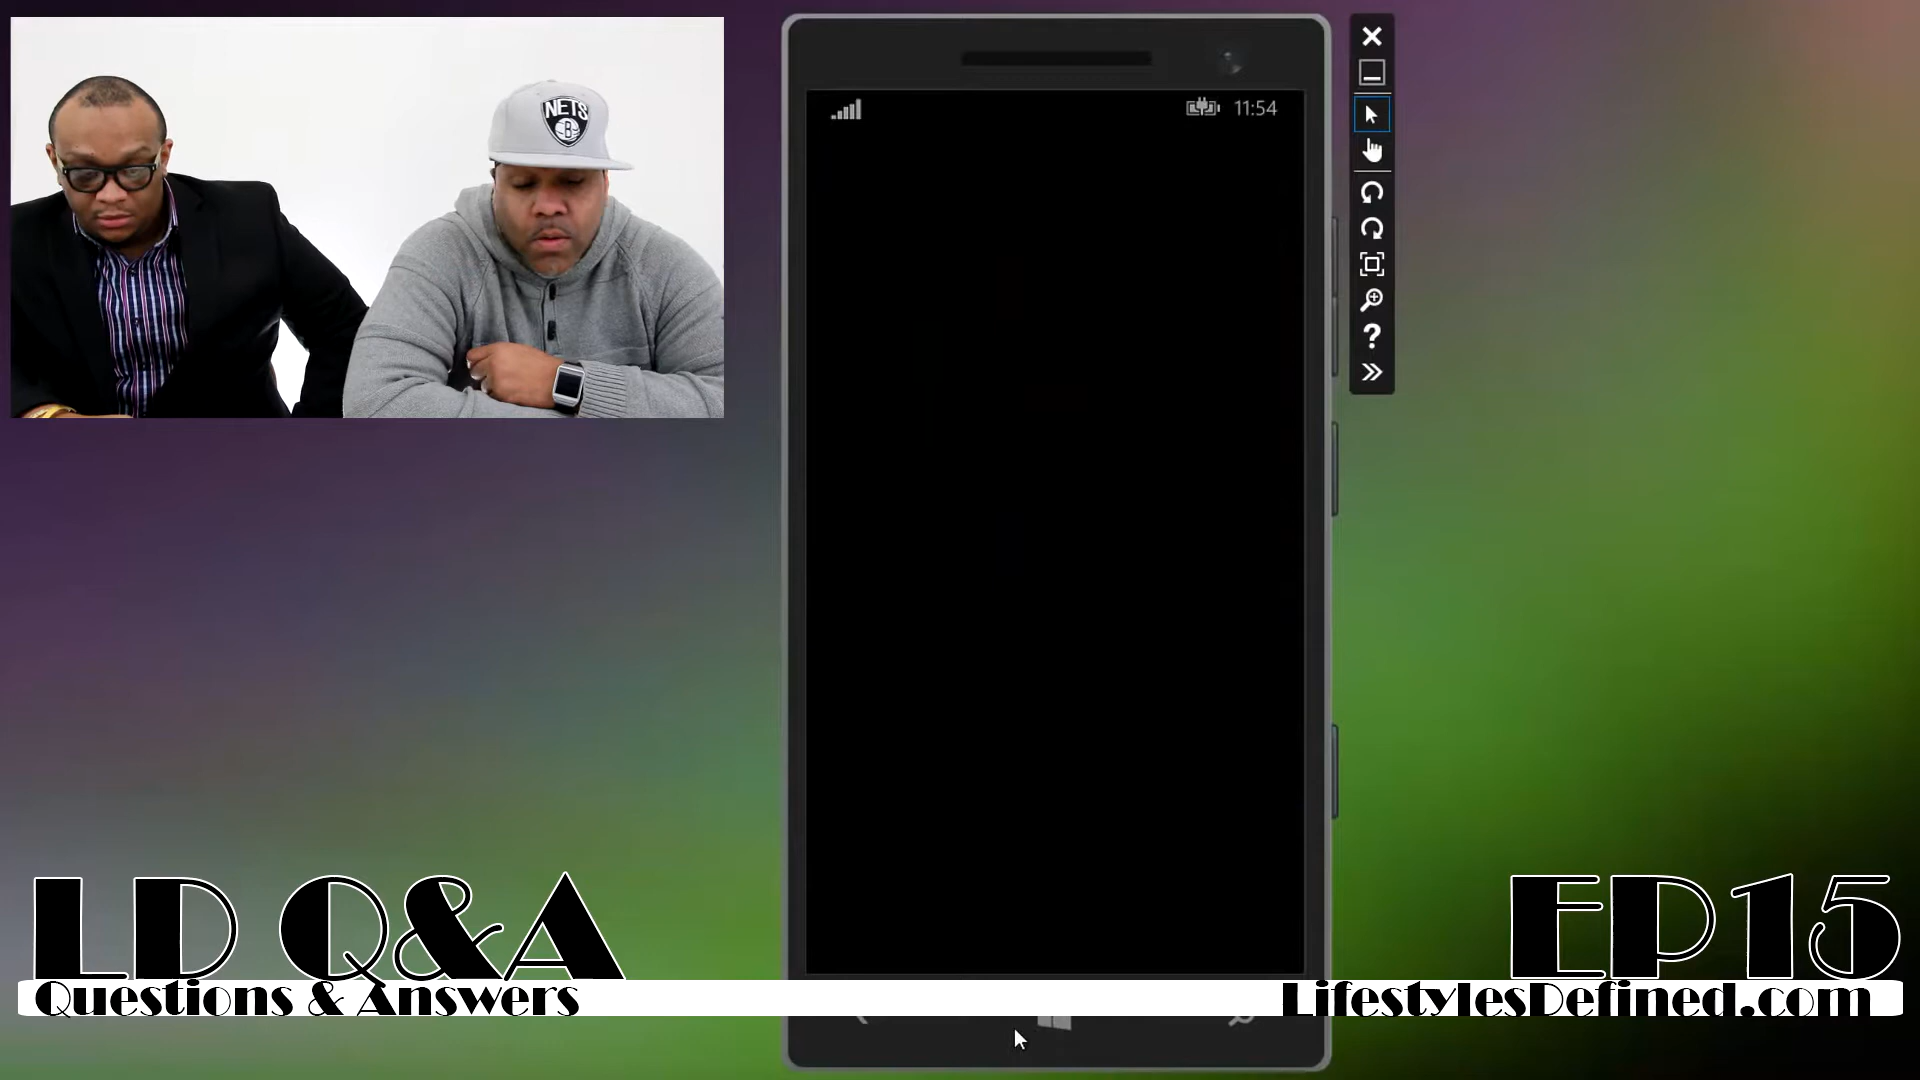 NETS
B
11:54
LD Q&A
EP15
Questions & Answers
LifestylesDefined.com